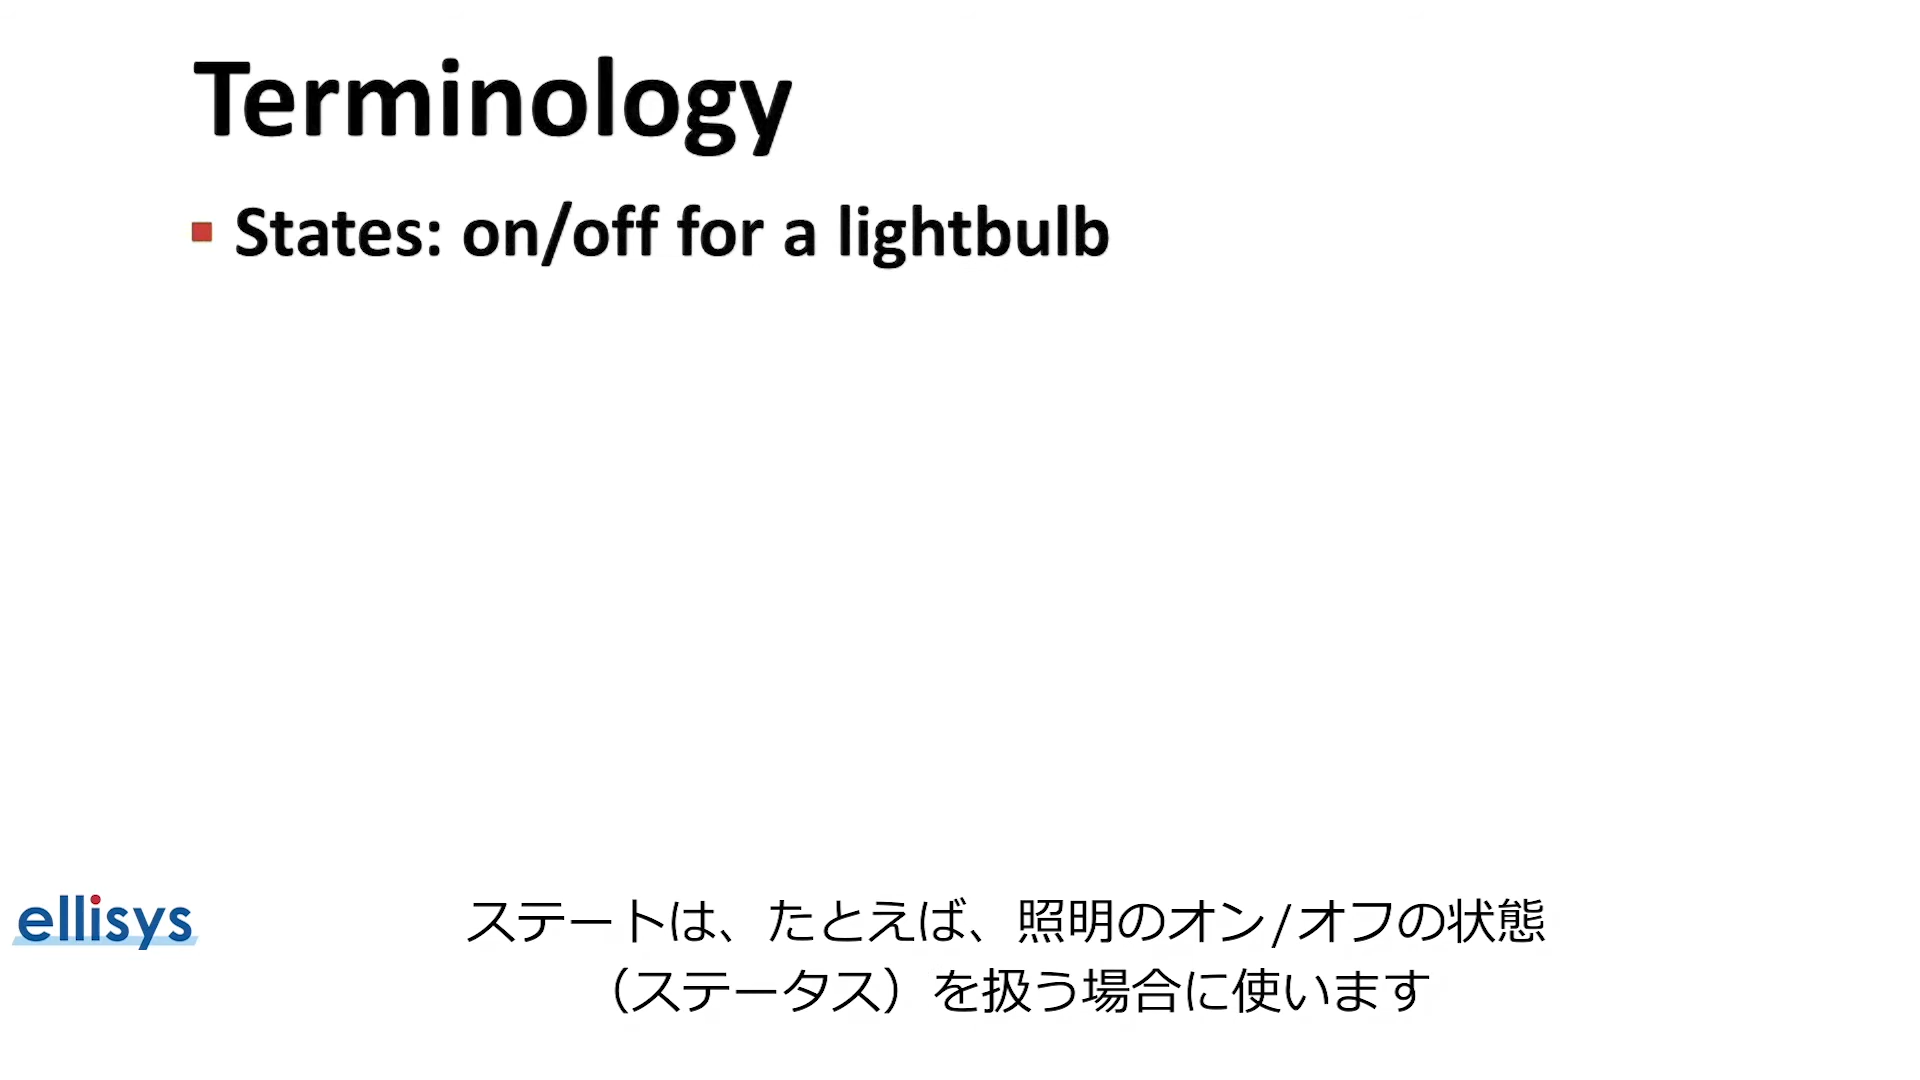 Terminology
States: on/off for a lightbulb
ellisys
ステートは、たとえば、照明のオン/オフの状態
（ステータス）を扱う場合に使います